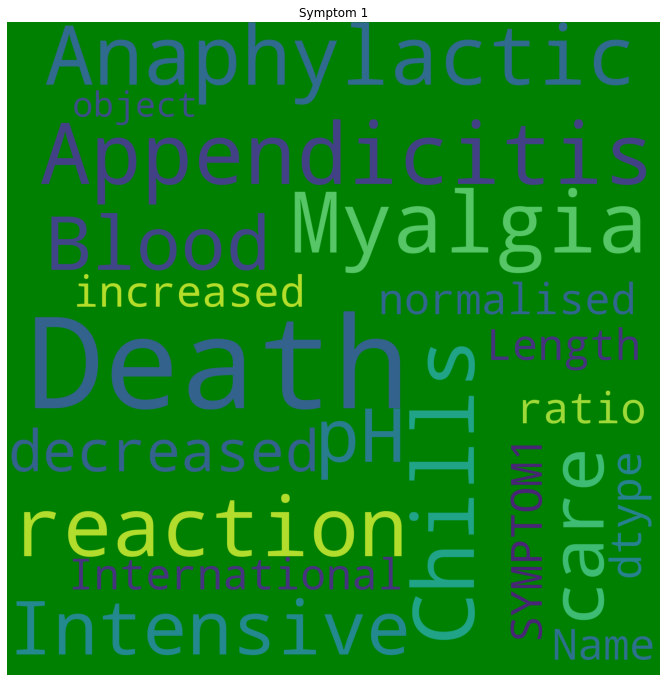 Symptom 1
Anaphylactic
object
Appendicitis
Blood
Myalgia
increased
normalised
Death
Length
ratio
decreased
pH
Chills
reaction
SYMPTOM1
care
dtype
International
Intensive
Name